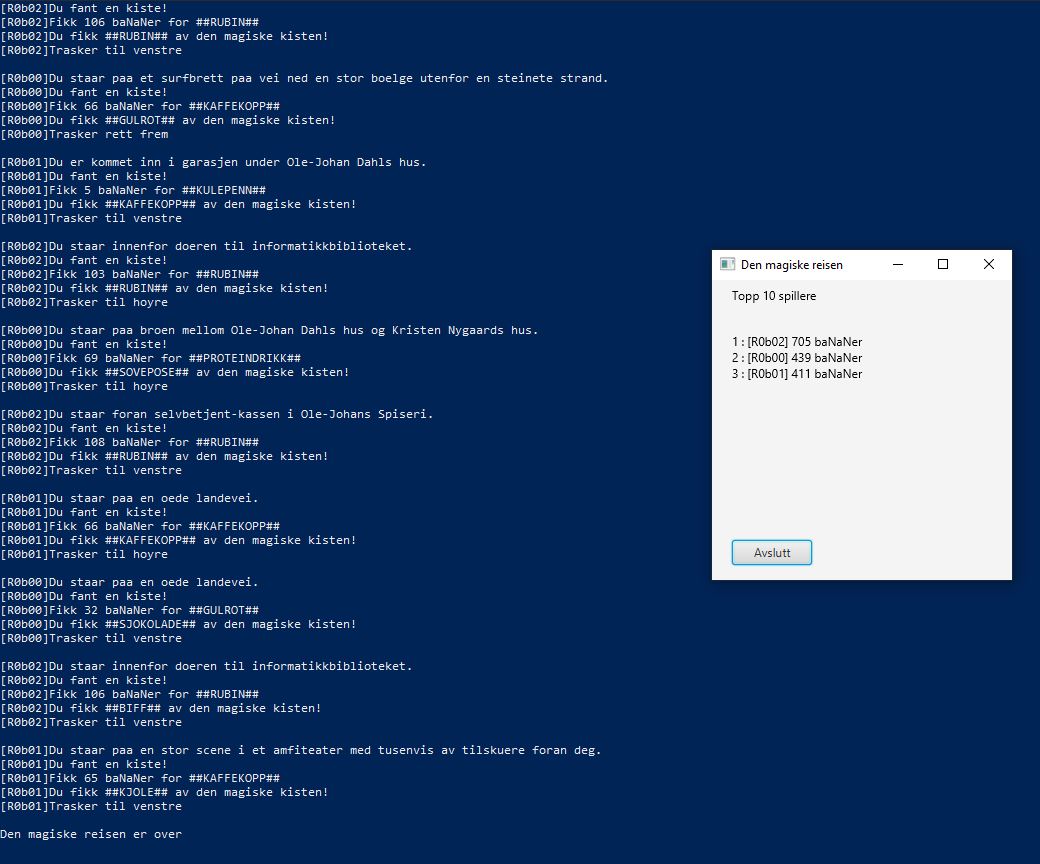 [R0b02]Du fant en kiste!
[R0b02]Fikk 106 baNaNer for ##RUBIN##
[R0b02]Du fikk ##RUBIN## av den magiske kisten!
[R0b02]Trasker til venstre
[R0b00]Du staar paa et surfbrett paa vei ned en stor boelge utenfor en steinete strand.
[R0b00]Du fant en kiste!
[R0b00]Fikk 66 baNaNer for ##KAFFEKOPP##
[R0b00]Du fikk ##GULROT## av den magiske kisten!
[R0b00]Trasker rett frem
[R0b01]Du er kommet inn i garasjen under Ole-Johan Dahls hus.
[R0b01]Du fant en kiste!
[R0b01]Fikk 5 baNaNer for ##KULEPENN##
[R0b01]Du fikk ##KAFFEKOPP## av den magiske kisten!
[R0b01]Trasker til venstre
[R0b02]Du staar innenfor doeren til informatikkbiblioteket.
[R0b02]Du fant en kiste!
[R0b02]Fikk 103 baNaNer for ##RUBIN##
[R0b02]Du fikk ##RUBIN## av den magiske kisten!
[R0b02]Trasker til hoyre
[R0b00]Du staar paa broen mellom Ole-Johan Dahls hus og Kristen Nygaards hus.
[R0b00]Du fant en kiste!
[R0b00]Fikk 69 baNaNer for ##PROTEINDRIKK##
[R0b00]Du fikk ##SOVEPOSE## av den magiske kisten!
[R0b00]Trasker til hoyre
[R0b02]Du staar foran selvbetjent-kassen i Ole-Johans Spiseri.
[R0b02]Du fant en kiste!
[R0b02]Fikk 108 baNaNer for ##RUBIN##
[R0b02]Du fikk ##RUBIN## av den magiske kisten!
[R0b02]Trasker til venstre
[R0b01]Du staar paa en oede landevei.
[R0b01]Du fant en kiste!
[R0b01]Fikk 66 baNaNer for ##KAFFEKOPP##
[R0b01]Du fikk ##KAFFEKOPP## av den magiske kisten!
[R0b01]Trasker til hoyre
[R0b00]Du staar paa en oede landevei.
[R0b00]Du fant en kiste!
[R0b00]Fikk 32 baNaNer for ##GULROT##
[R0b00]Du fikk ##SJOKOLADE## av den magiske kisten!
[R0b00]Trasker til venstre
[R0b02]Du staar innenfor doeren til informatikkbiblioteket.
[R0b02]Du fant en kiste!
[R0b02]Fikk 106 baNaNer for ##RUBIN##
[R0b02]Du fikk ##BIFF## av den magiske kisten!
[R0b02]Trasker til venstre
[R0b01]Du staar paa en stor scene i et amfiteater med tusenvis av tilskuere foran deg.
[R0b01]Du fant en kiste!
[R0b01]Fikk 65 baNaNer for ##KAFFEKOPP##
[R0b01]Du fikk ##KJOLE## av den magiske kisten!
[R0b01]Trasker til venstre
Den magiske reisen er over
Den magiske reisen
Topp 10 spillere
1 : [R0b02] 705 baNaNer
2 : [R0b00] 439 baNaNer
3 : [R0b01] 411 baNaNer
Avslutt